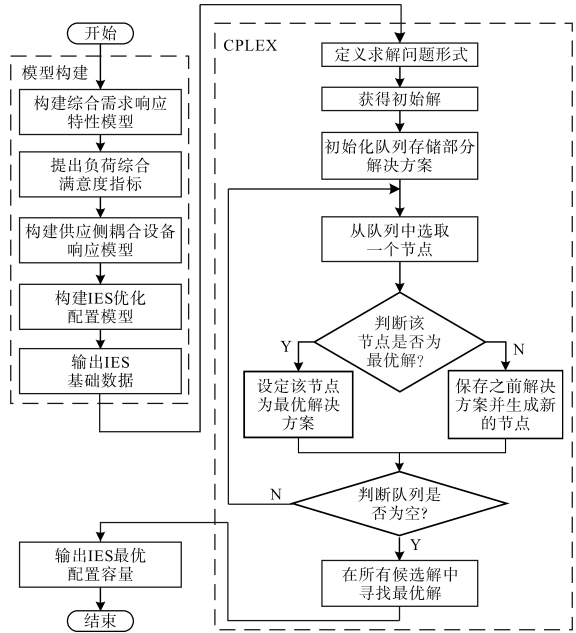 开始
模型构建
构建综合需求响应
特性模型
提出负荷综合
满意度指标
构建供应侧耦合设备
响应模型
构建IES优化
配置模型
输出IES
基础数据
CPLEX
定义求解问题形式
获得初始解
初始化队列存储部分
解决方案
从队列中选取
一个节点
判断该
节点是否为
最优解?
Y
N
设定该节点
为最优解决
方案
保存之前解决
方案并生成新
的节点
判断队列是
否为空?
N
Y
在所有候选解中
寻找最优解
输出IES最优
配置容量
结束